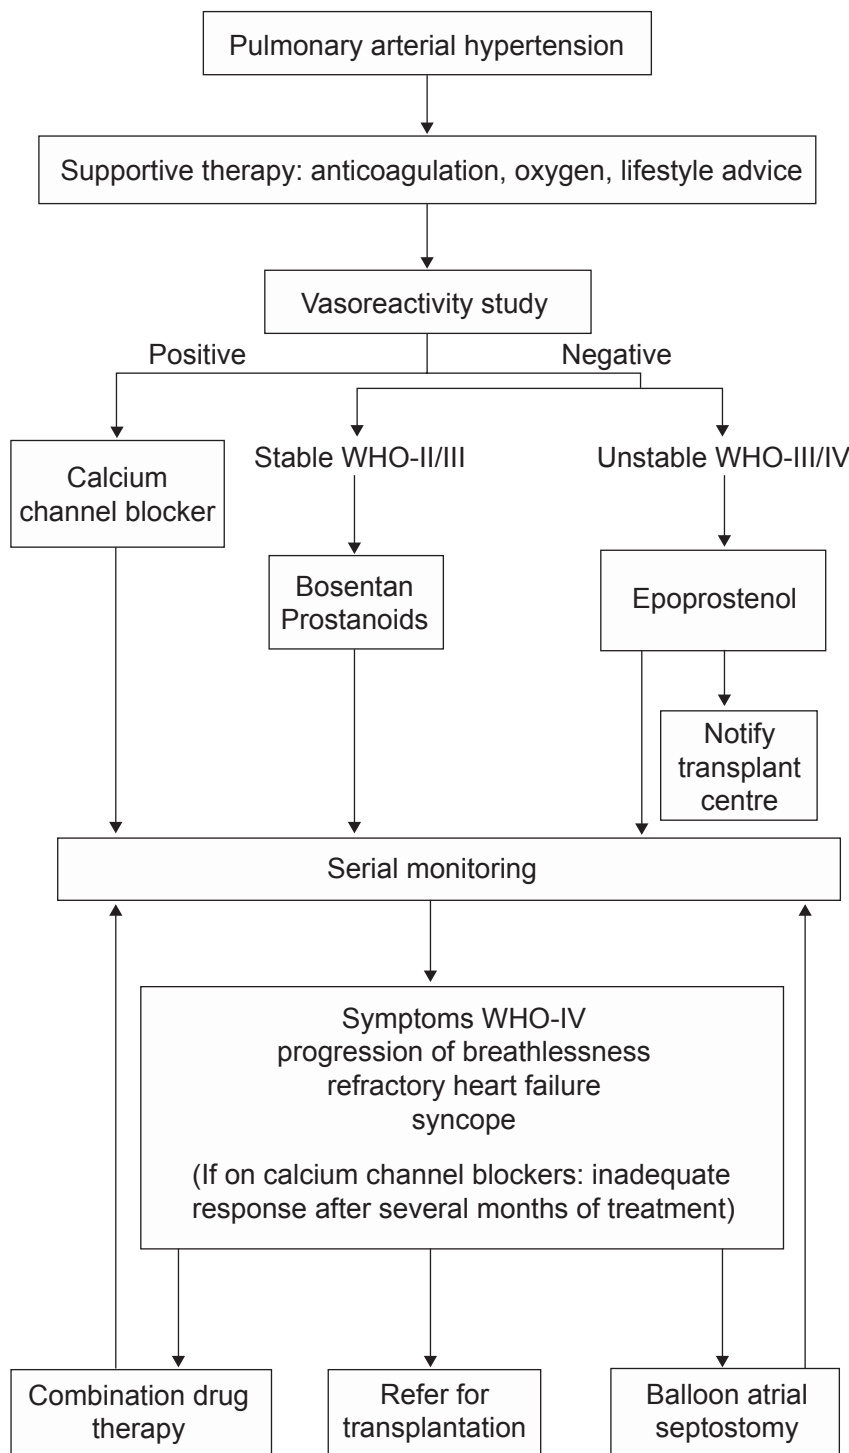 Pulmonary arterial hypertension
Supportive therapy: anticoagulation, oxygen, lifestyle advice
Vasoreactivity study
Positive
Negative
Calcium
channel blocker
Stable WHO-II/III
Unstable WHO-III/IV
Bosentan
Prostanoids
Epoprostenol
Notify
transplant
centre
Serial monitoring
Symptoms WHO-IV
progression of breathlessness
refractory heart failure
syncope
(If on calcium channel blockers: inadequate
response after several months of treatment)
Combination drug
therapy
Refer for
transplantation
Balloon atrial
septostomy